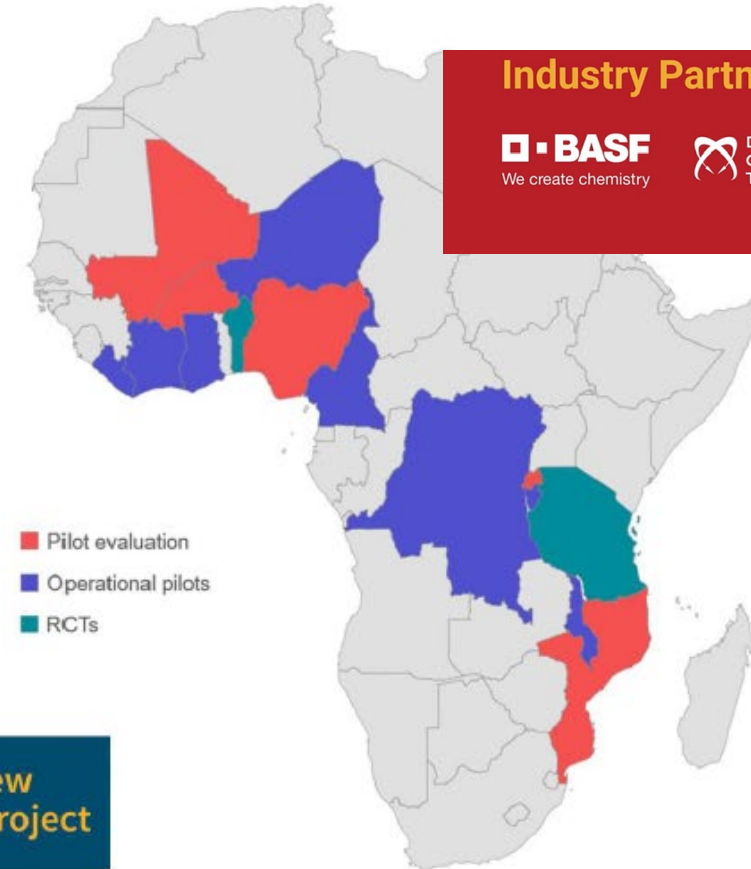 Industry Partn
BASF
We create chemistry
Pilot evaluation
Operational pilots
RCTs
ew
roject